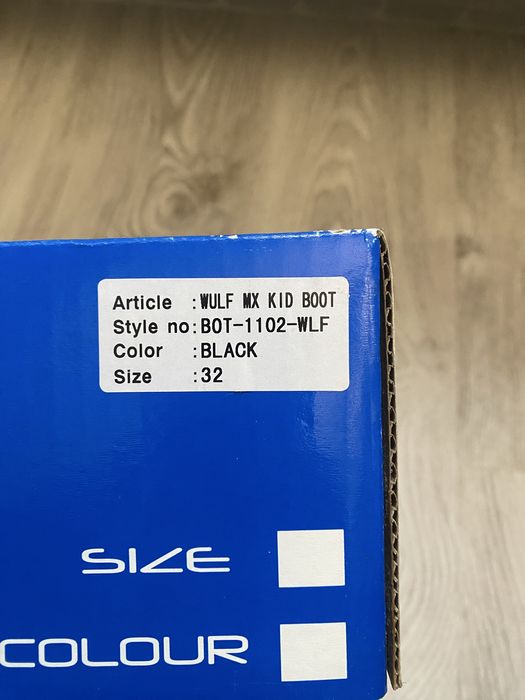 Article :WULF MX KID BOOT
Style no:BOT-1102-WLF
Color :BLACK
Size :32
SIZE
COLOUR